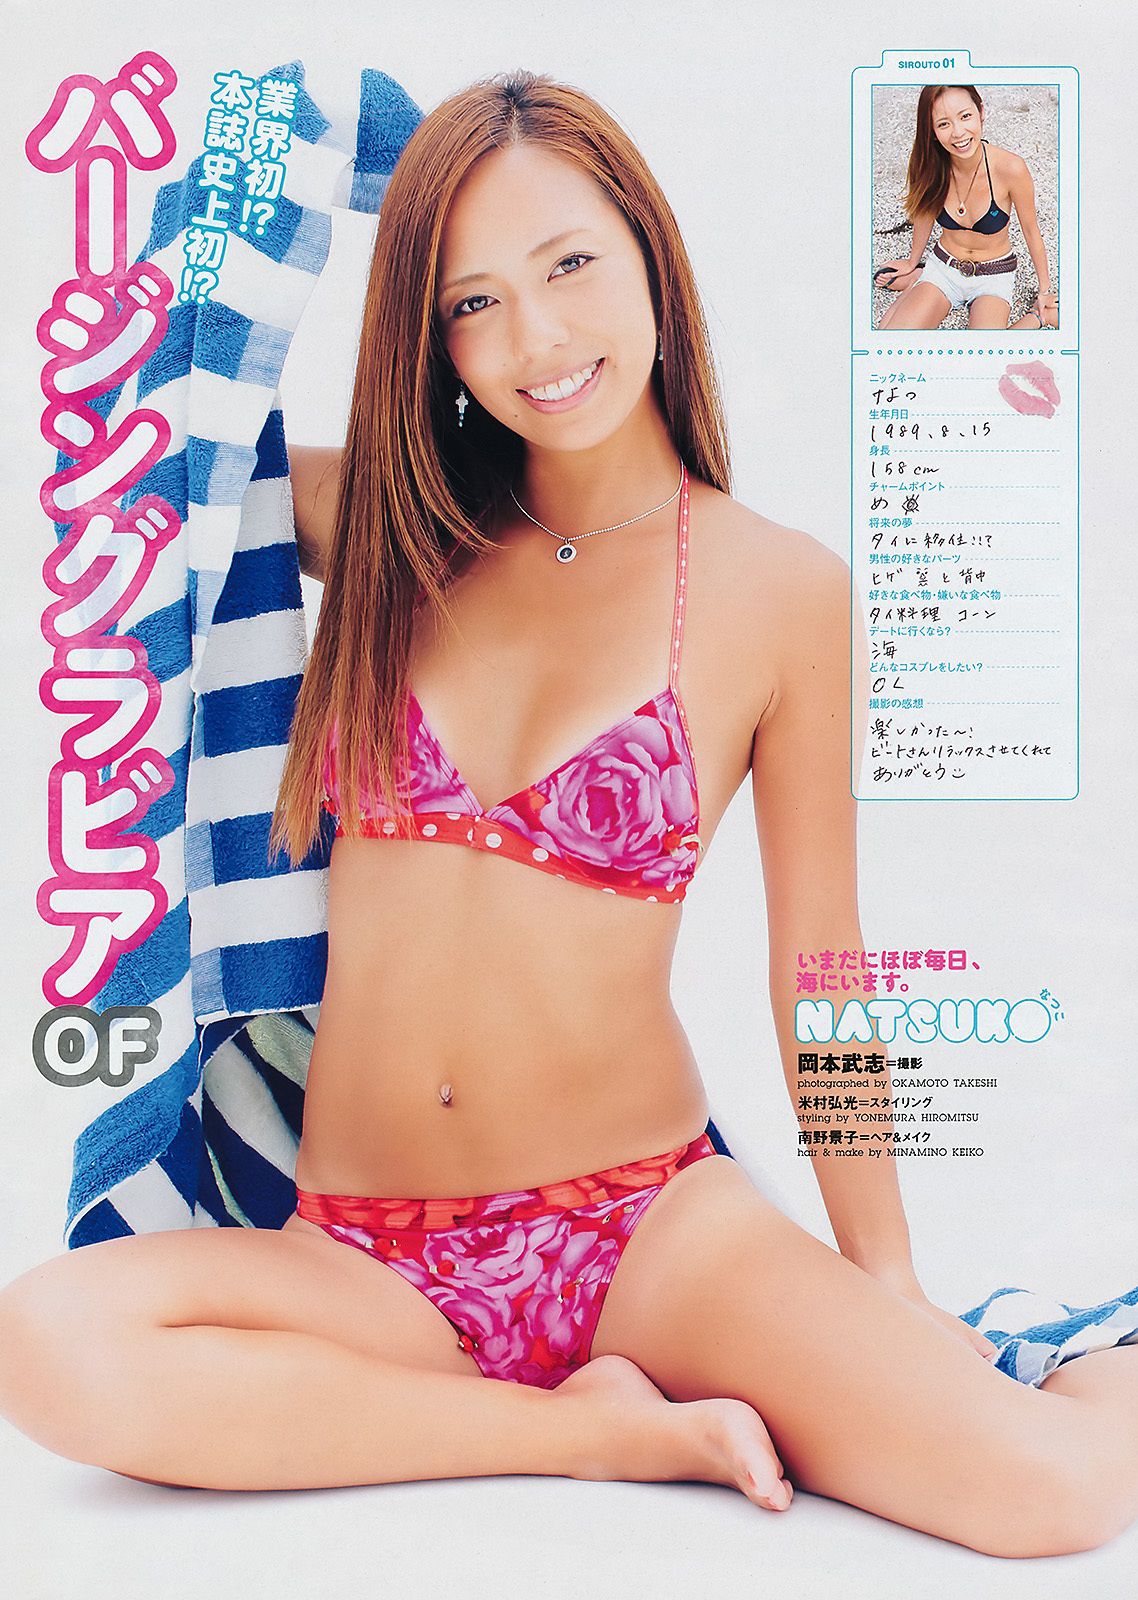 業界初!?
本誌史上初!?
バージングラビア
OF
SIROUTO 01
ニックネーム
けよつ
生年月日
1989、8、15
身長
158cm
チャームポイント
め
将来の夢
タイに移住!!?
男性の好きなパーツ
ヒゲ と背中
好きな食べ物・嫌いな食べ物
タイ料理 コーン
デートに行くなら?
海
どんなコスプレをしたい?
OL
撮影の感想
楽しかった〜!
ビートさんリラックスさせてくれて
ありがとう
いまだにほぼ毎日、
海にいます。
NATSUKO
なつこ
岡本武志=撮影
photographed by OKAMOTO TAKESHI
米村弘光=スタイリング
styling by YONEMURA HIROMITSU
南野景子=ヘア&メイク
hair & make by MINAMINO KEIKO